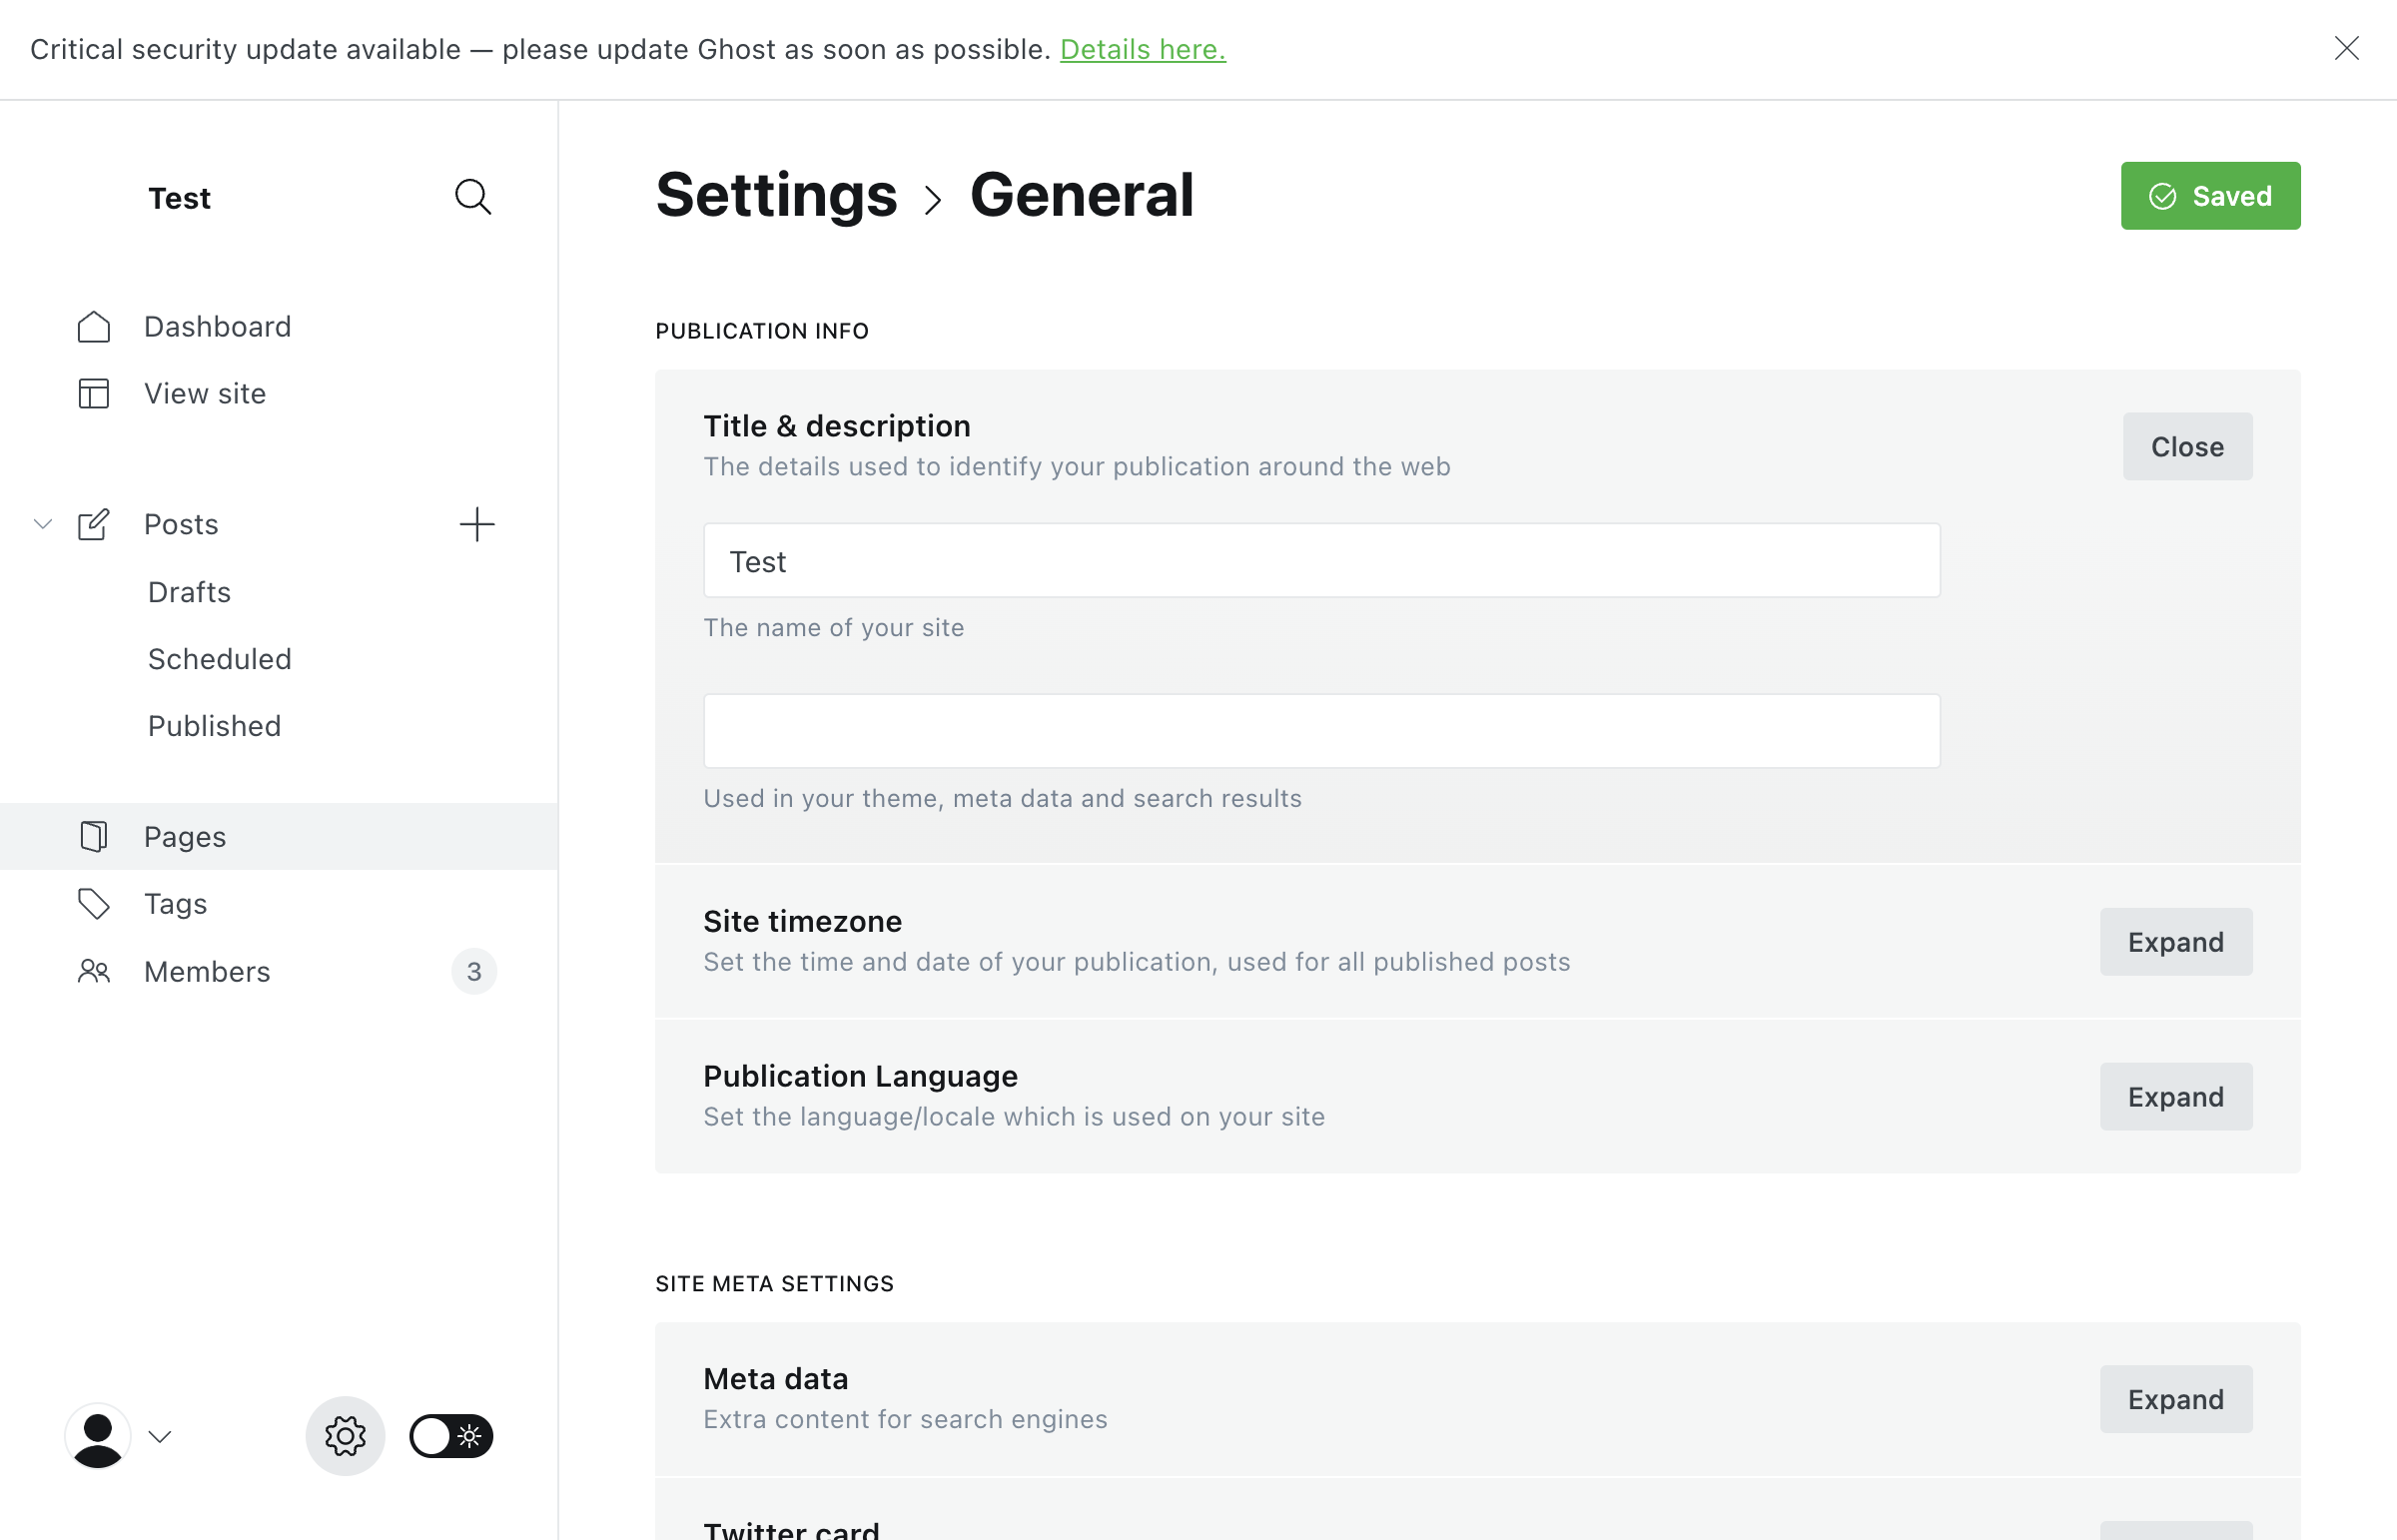 Critical security update available — please update Ghost as soon as possible. Details here.
Test
Dashboard
View site
Posts
Drafts
Scheduled
Published
Pages
Tags
Members 3
Settings > General
Saved
PUBLICATION INFO
Title & description
The details used to identify your publication around the web
Close
Test
The name of your site
Used in your theme, meta data and search results
Site timezone
Set the time and date of your publication, used for all published posts
Expand
Publication Language
Set the language/locale which is used on your site
Expand
SITE META SETTINGS
Meta data
Extra content for search engines
Expand
Twitter card